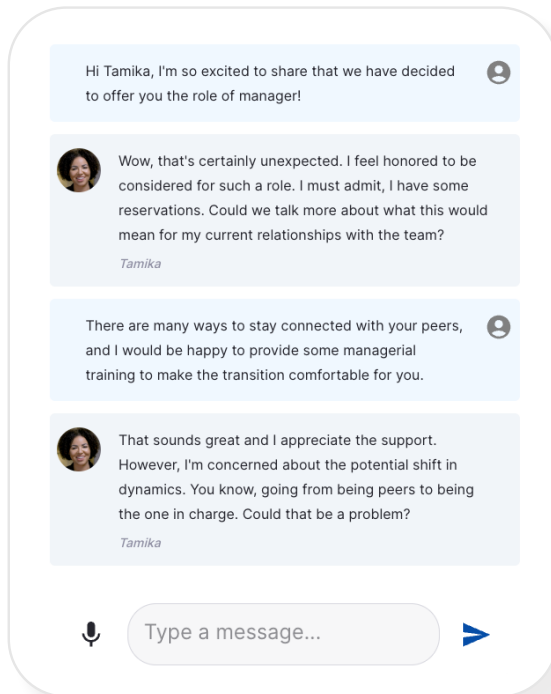 Hi Tamika, I'm so excited to share that we have decided
to offer you the role of manager!
Wow, that's certainly unexpected. I feel honored to be
considered for such a role. I must admit, I have some
reservations. Could we talk more about what this would
mean for my current relationships with the team?
Tamika
There are many ways to stay connected with your peers,
and I would be happy to provide some managerial
training to make the transition comfortable for you.
That sounds great and I appreciate the support.
However, I'm concerned about the potential shift in
dynamics. You know, going from being peers to being
the one in charge. Could that be a problem?
Tamika
Type a message...